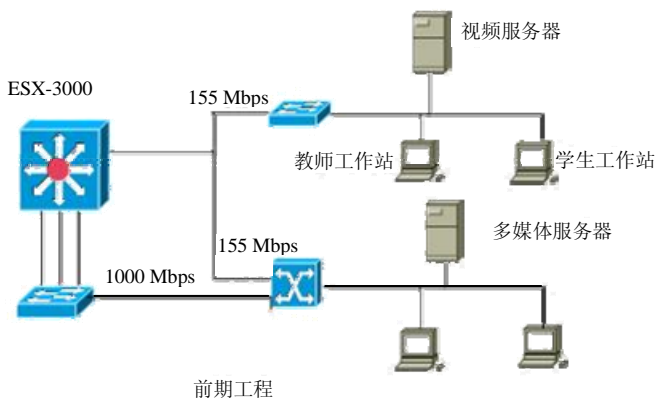 视频服务器
ESX-3000
155 Mbps
教师工作站
学生工作站
多媒体服务器
155 Mbps
1000 Mbps
前期工程